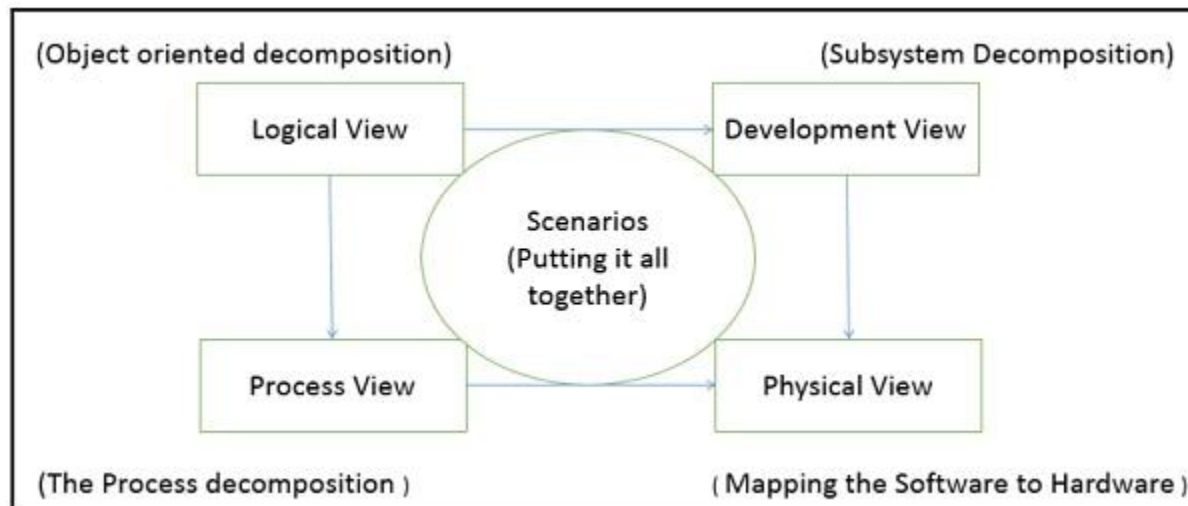 (Object oriented decomposition)
(Subsystem Decomposition)
Logical View
Development View
Scenarios
(Putting it all
together)
Process View
Physical View
(The Process decomposition )
( Mapping the Software to Hardware )